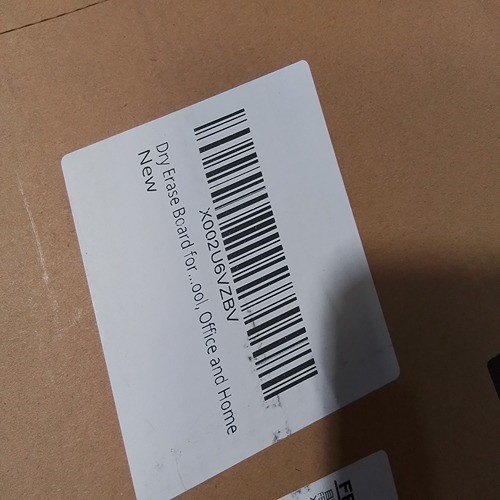 X002U6VZBV
Dry Erase Board for...ool, Office and Home
New